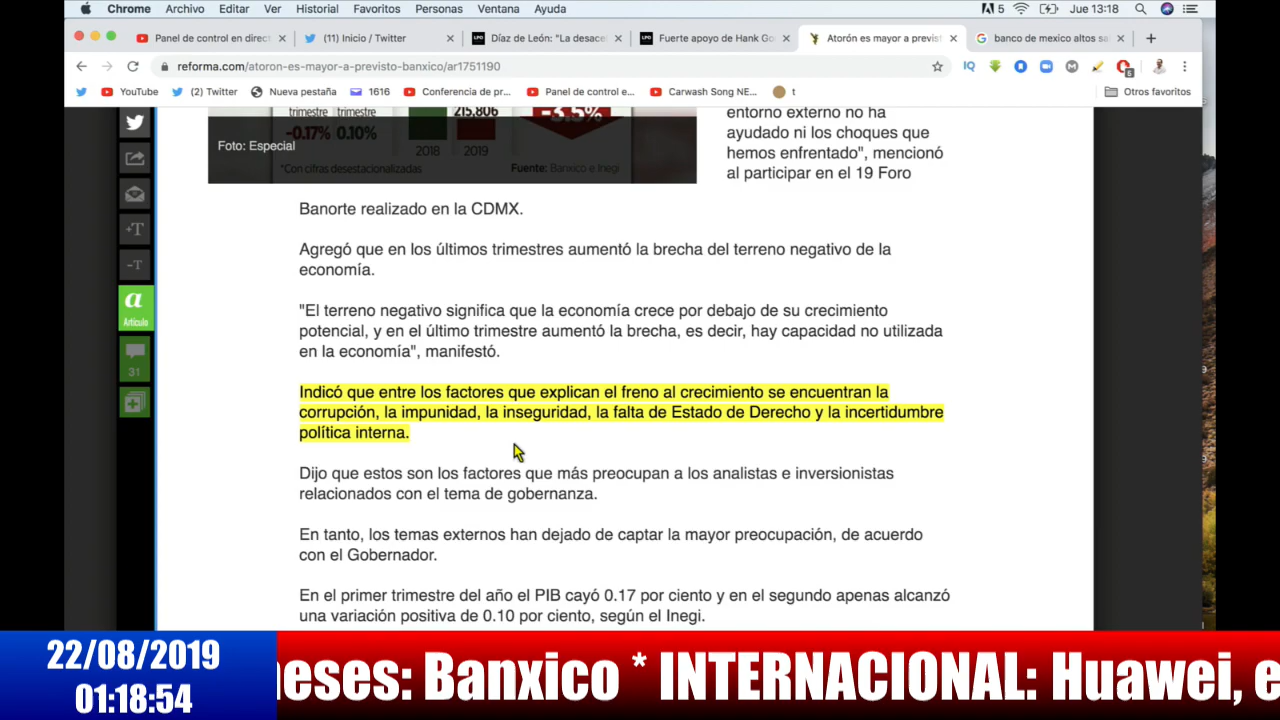 Chrome Archivo Editar Ver Historial Favoritos Personas Ventana Ayuda 5 Jue 13:18
Panel de control en direct (11) Inicio / Twitter Díaz de León: "La desacel Fuerte apoyo de Hank Go Atorón es mayor a previst banco de mexico altos sa
reforma.com/atoron-es-mayor-a-previsto-banxico/ar1751190
YouTube (2) Twitter Nueva pestaña 1616 Conferencia de pr... Panel de control e... Carwash Song NE... t Otros favoritos
trimestre trimestre 215,806
-0.17% 0.10% -3.5%
2018 2019
Foto: Especial
*Con cifras desestacionalizadas Fuente: Banxico e Inegi
entorno externo no ha
ayudado ni los choques que
hemos enfrentado", mencionó
al participar en el 19 Foro
Banorte realizado en la CDMX.
Agregó que en los últimos trimestres aumentó la brecha del terreno negativo de la
economía.
"El terreno negativo significa que la economía crece por debajo de su crecimiento
potencial, y en el último trimestre aumentó la brecha, es decir, hay capacidad no utilizada
en la economía", manifestó.
Indicó que entre los factores que explican el freno al crecimiento se encuentran la
corrupción, la impunidad, la inseguridad, la falta de Estado de Derecho y la incertidumbre
política interna.
Dijo que estos son los factores que más preocupan a los analistas e inversionistas
relacionados con el tema de gobernanza.
En tanto, los temas externos han dejado de captar la mayor preocupación, de acuerdo
con el Gobernador.
En el primer trimestre del año el PIB cayó 0.17 por ciento y en el segundo apenas alcanzó
una variación positiva de 0.10 por ciento, según el Inegi.
+T
-T
a
Artículo
31
22/08/2019
01:18:54
meses: Banxico * INTERNACIONAL: Huawei, e